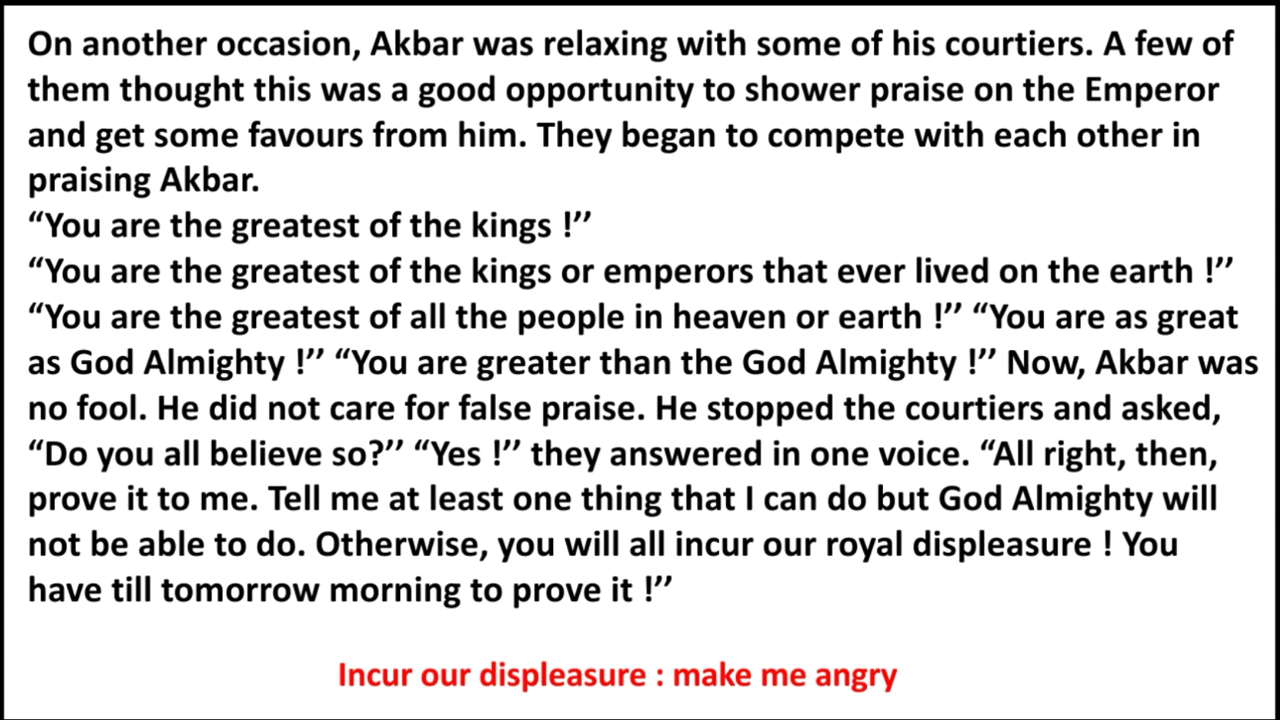 On another occasion, Akbar was relaxing with some of his courtiers. A few of
them thought this was a good opportunity to shower praise on the Emperor
and get some favours from him. They began to compete with each other in
praising Akbar.
“You are the greatest of the kings !’’
“You are the greatest of the kings or emperors that ever lived on the earth !’’
“You are the greatest of all the people in heaven or earth !’’ “You are as great
as God Almighty !’’ “You are greater than the God Almighty !’’ Now, Akbar was
no fool. He did not care for false praise. He stopped the courtiers and asked,
“Do you all believe so?’’ “Yes !’’ they answered in one voice. “All right, then,
prove it to me. Tell me at least one thing that I can do but God Almighty will
not be able to do. Otherwise, you will all incur our royal displeasure ! You
have till tomorrow morning to prove it !’’
Incur our displeasure : make me angry